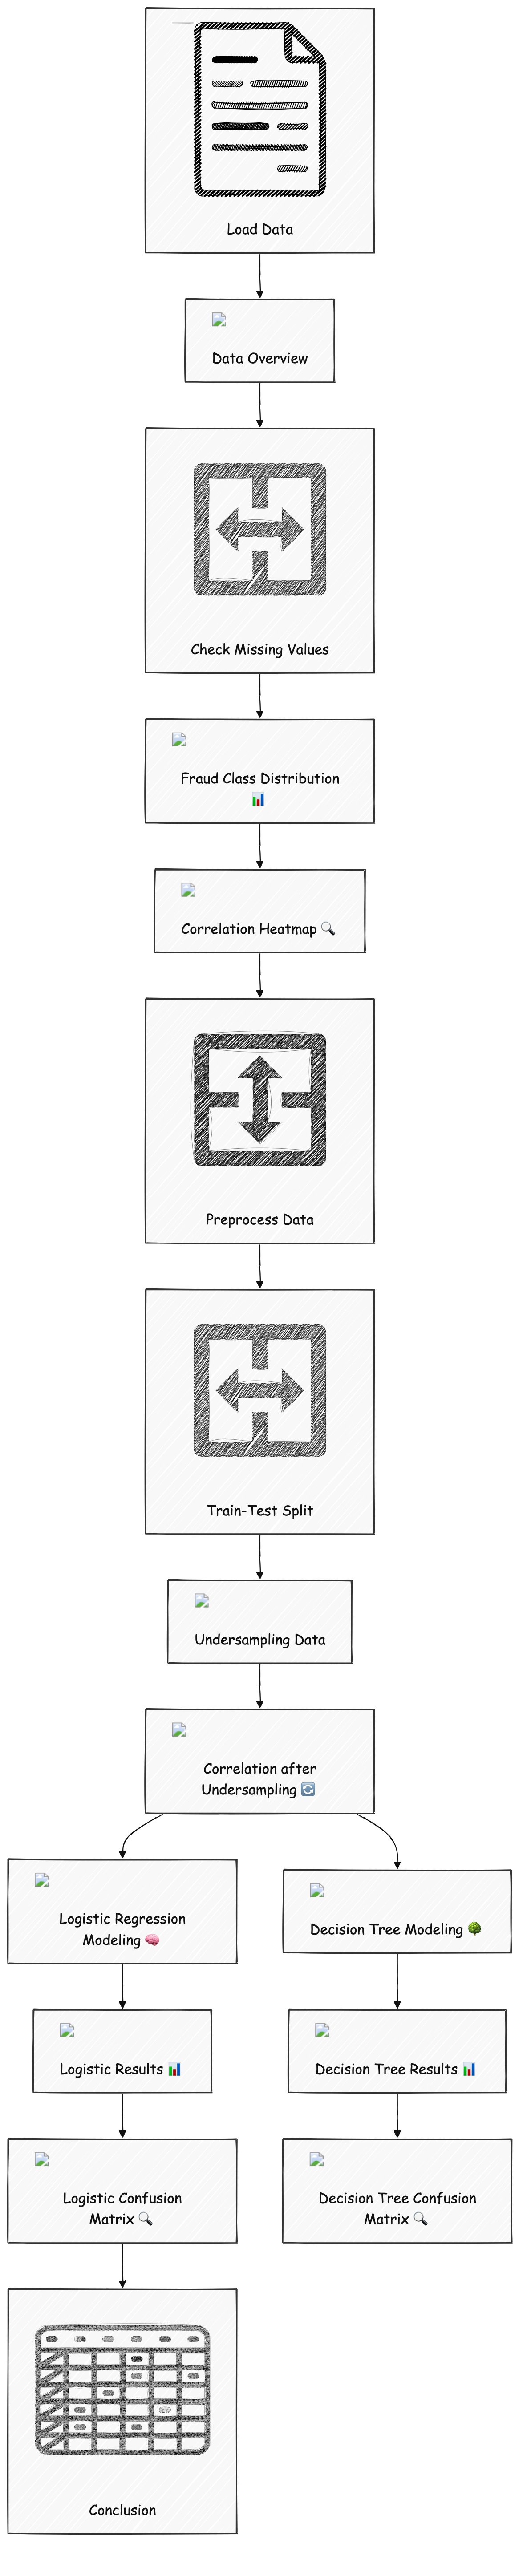 Load Data
Data Overview
Check Missing Values
Fraud Class Distribution
📊
Correlation Heatmap 🔍
Preprocess Data
Train-Test Split
Undersampling Data
Correlation after
Undersampling 🔄
Logistic Regression
Modeling 🧠
Decision Tree Modeling 🌳
Logistic Results 📊
Decision Tree Results 📊
Logistic Confusion
Matrix 🔍
Decision Tree Confusion
Matrix 🔍
Conclusion